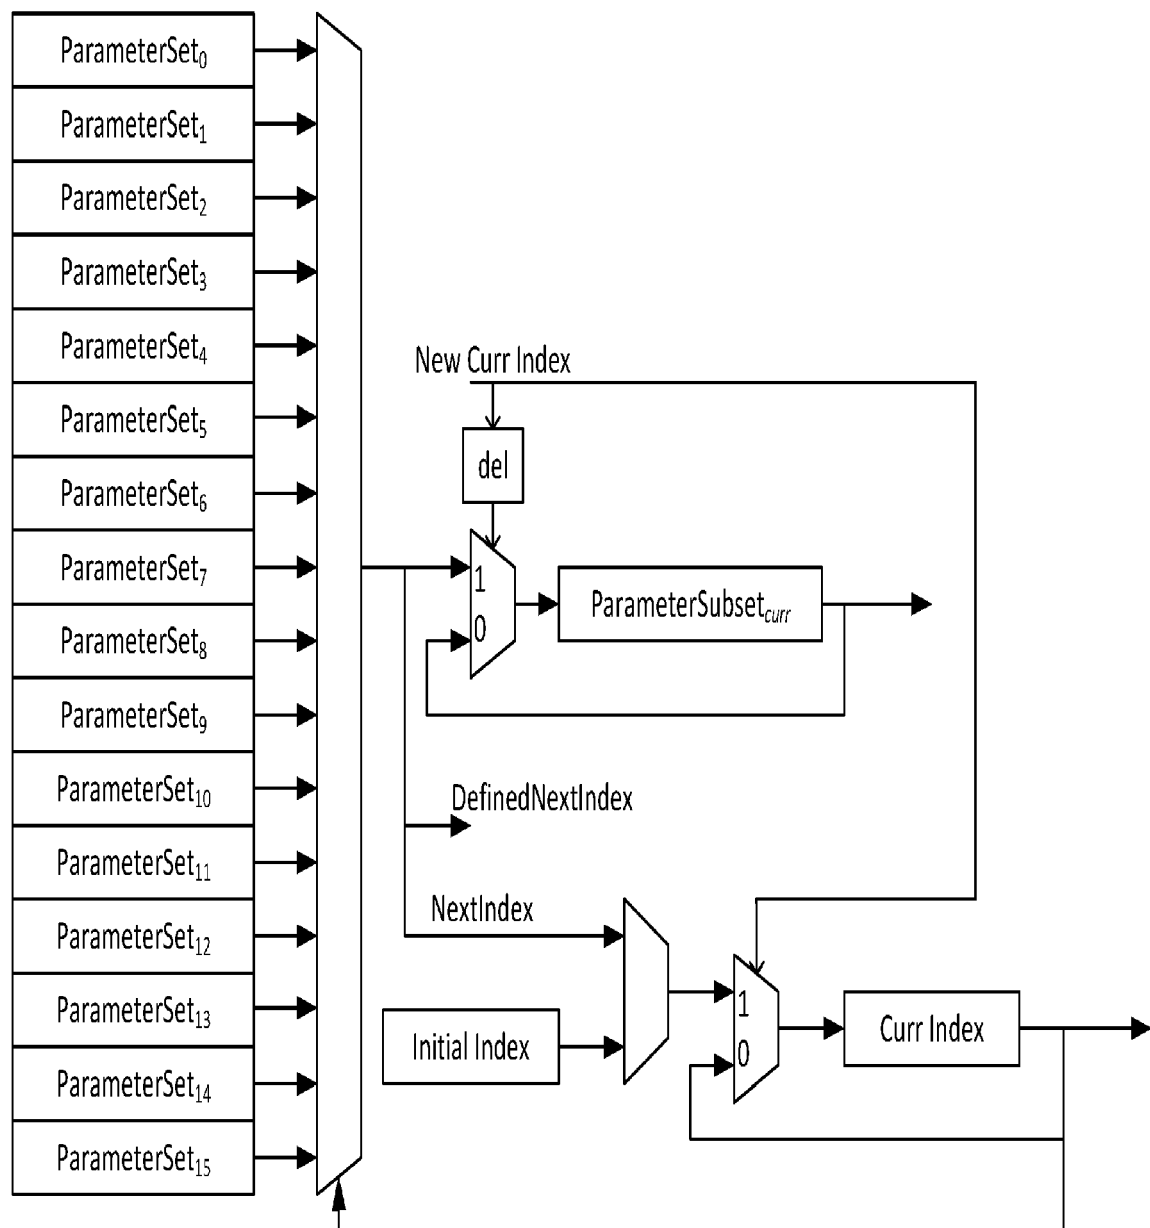 ParameterSet0
ParameterSet1
ParameterSet2
ParameterSet3
ParameterSet4
ParameterSet5
ParameterSet6
ParameterSet7
ParameterSet8
ParameterSet9
ParameterSet10
ParameterSet11
ParameterSet12
ParameterSet13
ParameterSet14
ParameterSet15
New Curr Index
del
1
0
ParameterSubsetcurr
DefinedNextIndex
NextIndex
Initial Index
1
0
Curr Index